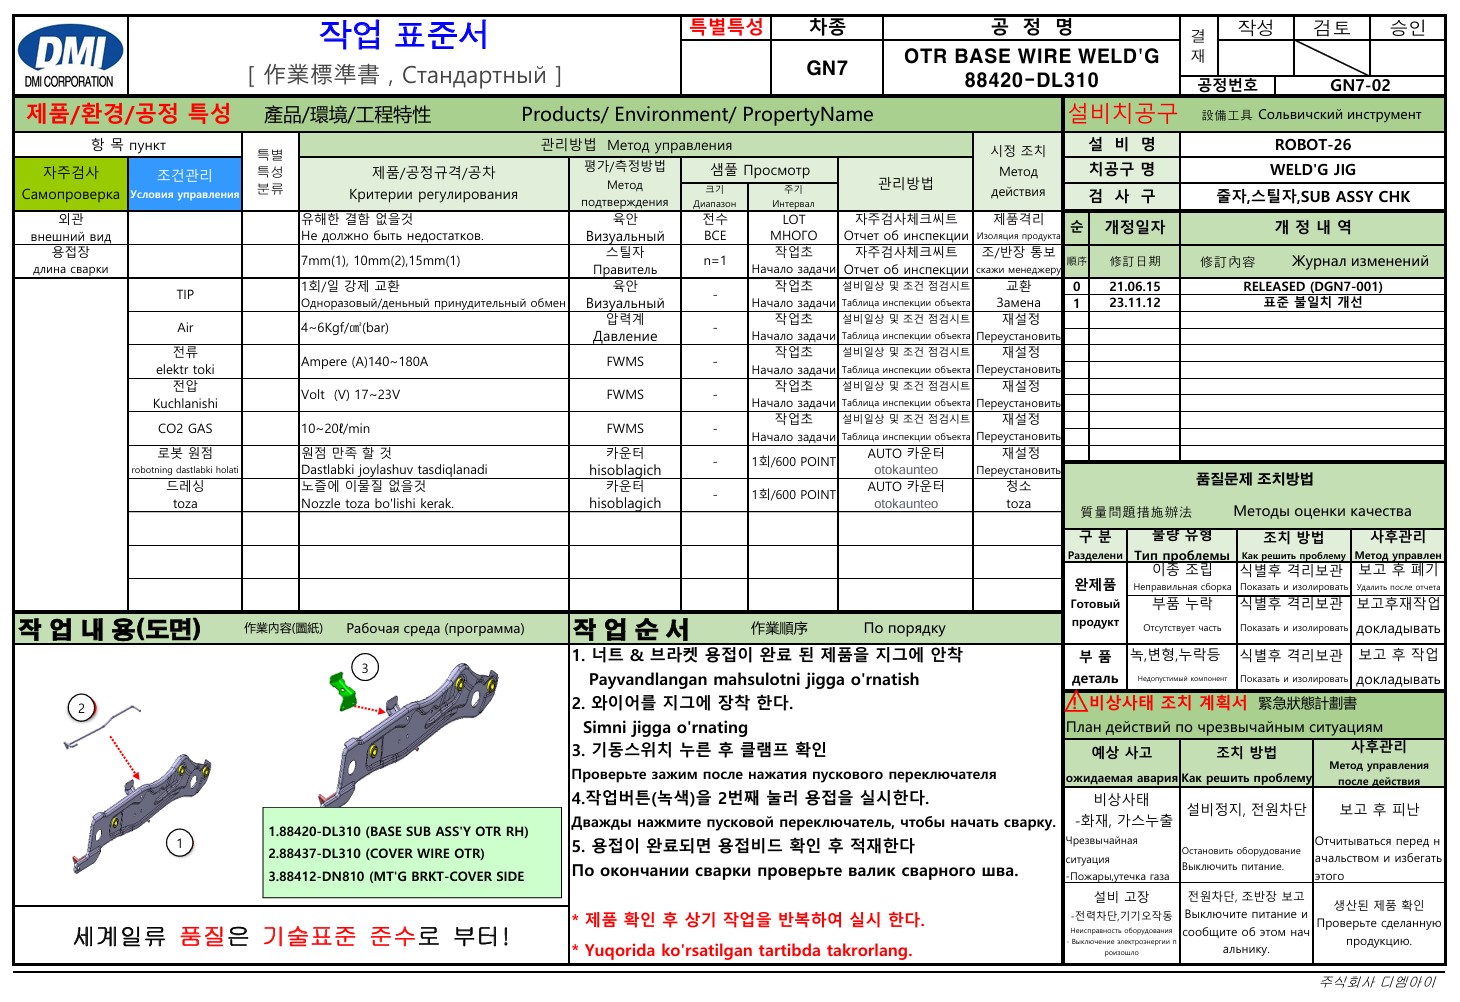 DMI
DMI CORPORATION
작업 표준서
[ 作業標準書 , Стандартный ]
특별특성
차종
공 정 명
GN7
OTR BASE WIRE WELD'G
88420-DL310
결
재
작성
검토
승인
공정번호
GN7-02
제품/환경/공정 특성 產品/環境/工程特性 Products/ Environment/ PropertyName
설비치공구 設備工具 Сольвичский инструмент
항 목 пункт
특별
특성
분류
관리방법 Метод управления
시정 조치
Метод
действия
자주검사
Самопроверка
조건관리
Условия управления
제품/공정규격/공차
Критерии регулирования
평가/측정방법
Метод
подтверждения
샘풀 Просмотр
크기
Диапазон
주기
Интервал
관리방법
설 비 명
ROBOT-26
치공구 명
WELD'G JIG
검 사 구
줄자,스틸자,SUB ASSY CHK
외관
внешний вид
유해한 결함 없을것
Не должно быть недостатков.
육안
Визуальный
전수
ВСЕ
LOT
МНОГО
자주검사체크씨트
Отчет об инспекции
제품격리
Изоляция продукта
용접장
длина сварки
7mm(1), 10mm(2),15mm(1)
스틸자
Правитель
n=1
작업초
Начало задачи
자주검사체크씨트
Отчет об инспекции
조/반장 통보
скажи менеджеру
TIP
1회/일 강제 교환
Одноразовый/деньный принудительный обмен
육안
Визуальный
-
작업초
Начало задачи
설비일상 및 조건 점검시트
Таблица инспекции объекта
교환
Замена
Air
4~6Kgf/㎠(bar)
압력계
Давление
-
작업초
Начало задачи
설비일상 및 조건 점검시트
Таблица инспекции объекта
재설정
Переустановить
전류
elektr toki
Ampere (A)140~180A
FWMS
-
작업초
Начало задачи
설비일상 및 조건 점검시트
Таблица инспекции объекта
재설정
Переустановить
전압
Kuchlanishi
Volt (V) 17~23V
FWMS
-
작업초
Начало задачи
설비일상 및 조건 점검시트
Таблица инспекции объекта
재설정
Переустановить
CO2 GAS
10~20ℓ/min
FWMS
-
작업초
Начало задачи
설비일상 및 조건 점검시트
Таблица инспекции объекта
재설정
Переустановить
로봇 원점
robotning dastlabki holati
원점 만족 할 것
Dastlabki joylashuv tasdiqlanadi
카운터
hisoblagich
-
1회/600 POINT
AUTO 카운터
otokaunteo
재설정
Переустановить
드레싱
toza
노즐에 이물질 없을것
Nozzle toza bo'lishi kerak.
카운터
hisoblagich
-
1회/600 POINT
AUTO 카운터
otokaunteo
청소
toza
순
개정일자
개 정 내 역
順序
修訂日期
修訂內容 Журнал изменений
0 21.06.15 RELEASED (DGN7-001)
1 23.11.12 표준 불일치 개선
품질문제 조치방법
質量問題措施辦法 Методы оценки качества
구 분
Разделени
불량 유형
Тип проблемы
조치 방법
Как решить проблему
사후관리
Метод управлен
완제품
Готовый
продукт
이종 조립
Неправильная сборка
식별후 격리보관
Показать и изолировать
보고 후 폐기
Удалить после отчета
부품 누락
Отсутствует часть
식별후 격리보관
Показать и изолировать
보고후재작업
докладывать
부 품
деталь
녹,변형,누락등
Недопустимый компонент
식별후 격리보관
Показать и изолировать
보고 후 작업
докладывать
비상사태 조치 계획서 緊急狀態計劃書
План действий по чрезвычайным ситуациям
예상 사고
ожидаемая авария
조치 방법
Как решить проблему
사후관리
Метод управления
после действия
비상사태
-화재, 가스누출
Чрезвычайная
ситуация
-Пожары,утечка газа
설비정지, 전원차단
Остановить оборудование
Выключить питание.
보고 후 피난
Отчитываться перед н
ачальством и избегать
этого
설비 고장
-전력차단,기기오작동
Неисправность оборудования
- Выключение электроэнергии п
роизошло
전원차단, 조반장 보고
Выключите питание и
сообщите об этом нач
альнику.
생산된 제품 확인
Проверьте сделанную
продукцию.
작 업 내 용(도면) 作業內容(圖紙) Рабочая среда (программа)
2
3
1
1.88420-DL310 (BASE SUB ASS'Y OTR RH)
2.88437-DL310 (COVER WIRE OTR)
3.88412-DN810 (MT'G BRKT-COVER SIDE
세계일류 품질은 기술표준 준수로 부터!
작 업 순 서 作業順序 По порядку
1. 너트 & 브라켓 용접이 완료 된 제품을 지그에 안착
Payvandlangan mahsulotni jigga o'rnatish
2. 와이어를 지그에 장착 한다.
Simni jigga o'rnating
3. 기동스위치 누른 후 클램프 확인
Проверьте зажим после нажатия пускового переключателя
4.작업버튼(녹색)을 2번째 눌러 용접을 실시한다.
Дважды нажмите пусковой переключатель, чтобы начать сварку.
5. 용접이 완료되면 용접비드 확인 후 적재한다
По окончании сварки проверьте валик сварного шва.
* 제품 확인 후 상기 작업을 반복하여 실시 한다.
* Yuqorida ko'rsatilgan tartibda takrorlang.
주식회사 디엠아이